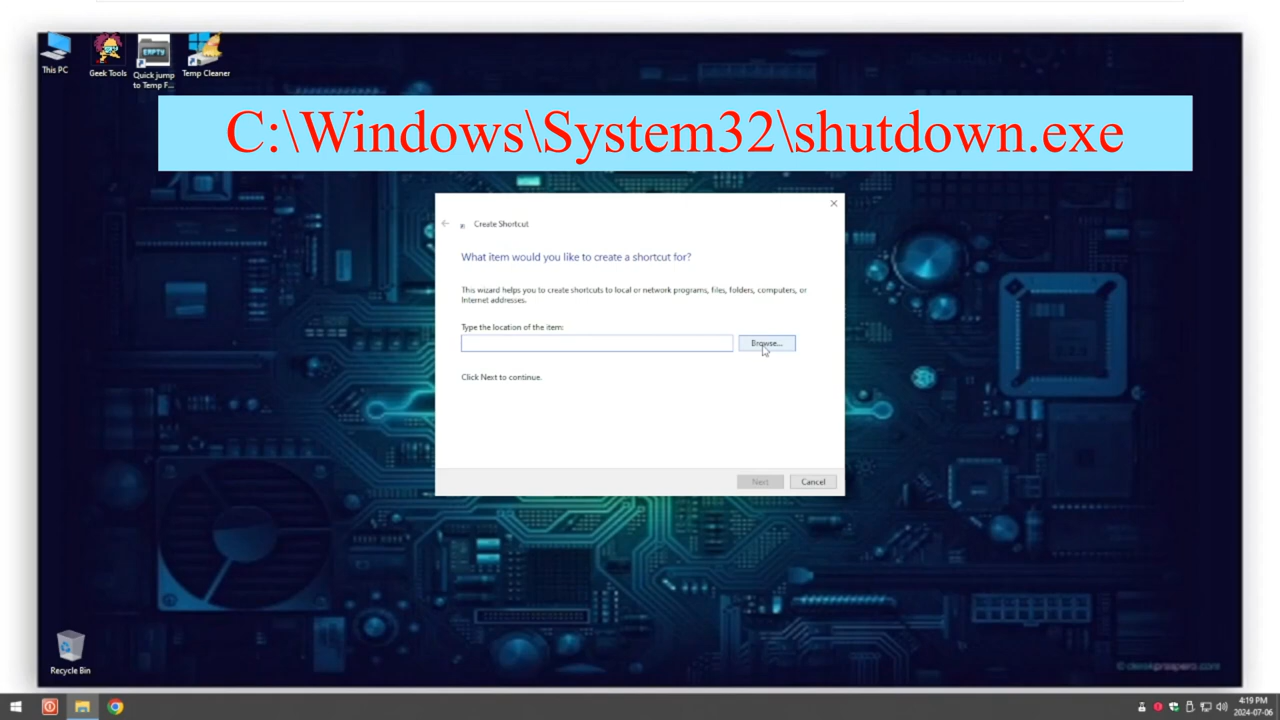 This PC
Geek Tools
Quick jump
to Temp F...
Temp Cleaner
EMPTY
C:\Windows\System32\shutdown.exe
Create Shortcut
What item would you like to create a shortcut for?
This wizard helps you to create shortcuts to local or network programs, files, folders, computers, or
Internet addresses.
Type the location of the item:
Browse...
Click Next to continue.
Next
Cancel
Recycle Bin
4:19 PM
2024-07-06